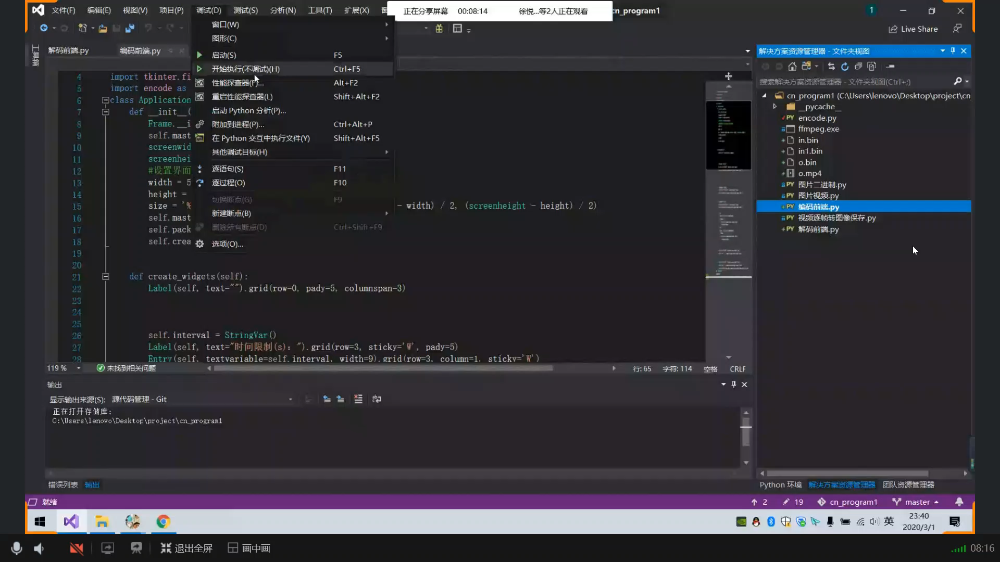 文件(F) 编辑(E) 视图(V) 项目(P) 调试(D) 测试(S) 分析(N) 工具(T) 扩展(X)
正在分享屏幕 00:08:14 徐悦...等2人正在观看
cn_program1
1
Live Share
工具箱
解码前端.py 编码前端.py
窗口(W)
图形(C)
启动(S) F5
开始执行(不调试)(H) Ctrl+F5
性能探查器(F)... Alt+F2
重启性能探查器(L) Shift+Alt+F2
启动 Python 分析(P)...
附加到进程(P)... Ctrl+Alt+P
在 Python 交互中执行文件(Y) Shift+Alt+F5
其他调试目标(H)
逐语句(S) F11
逐过程(O) F10
切换断点(G) F9
新建断点(B)
删除所有断点(D) Ctrl+Shift+F9
选项(O)...
4 import tkinter.fi
5 import encode as
6 class Application
7 def __init__(
8 Frame.__i
9 self.mast
10 screenwid
11 screenhei
12 #设置界面
13 width = 5
14 height =
15 size = '% - width) / 2, (screenheight - height) / 2)
16 self.mast
17 self.pack
18 self.crea
19
20
21 def create_widgets(self):
22 Label(self, text="").grid(row=0, pady=5, columnspan=3)
23
24
25
26 self.interval = StringVar()
27 Label(self, text="时间限制(s): ").grid(row=3, sticky='W', pady=5)
28 Entry(self, textvariable=self.interval, width=9).grid(row=3, column=1, sticky='W')
119 % 未找到相关问题 行: 65 字符: 114 空格 CRLF
输出
显示输出来源(S): 源代码管理 - Git
正在打开存储库:
C:\Users\lenovo\Desktop\project\cn_program1
错误列表 输出
解决方案资源管理器 - 文件夹视图
搜索解决方案资源管理器 - 文件夹视图(Ctrl+;)
cn_program1 (C:\Users\lenovo\Desktop\project\cn
__pycache__
PY encode.py
ffmpeg.exe
in.bin
in1.bin
o.bin
o.mp4
PY 图片二进制.py
PY 图片视频.py
PY 编码前端.py
PY 视频逐帧转图像保存.py
PY 解码前端.py
Python 环境 解决方案资源管理器 团队资源管理器
就绪 2 19 cn_program1 master
英 23:40
2020/3/1
退出全屏 画中画 08:16